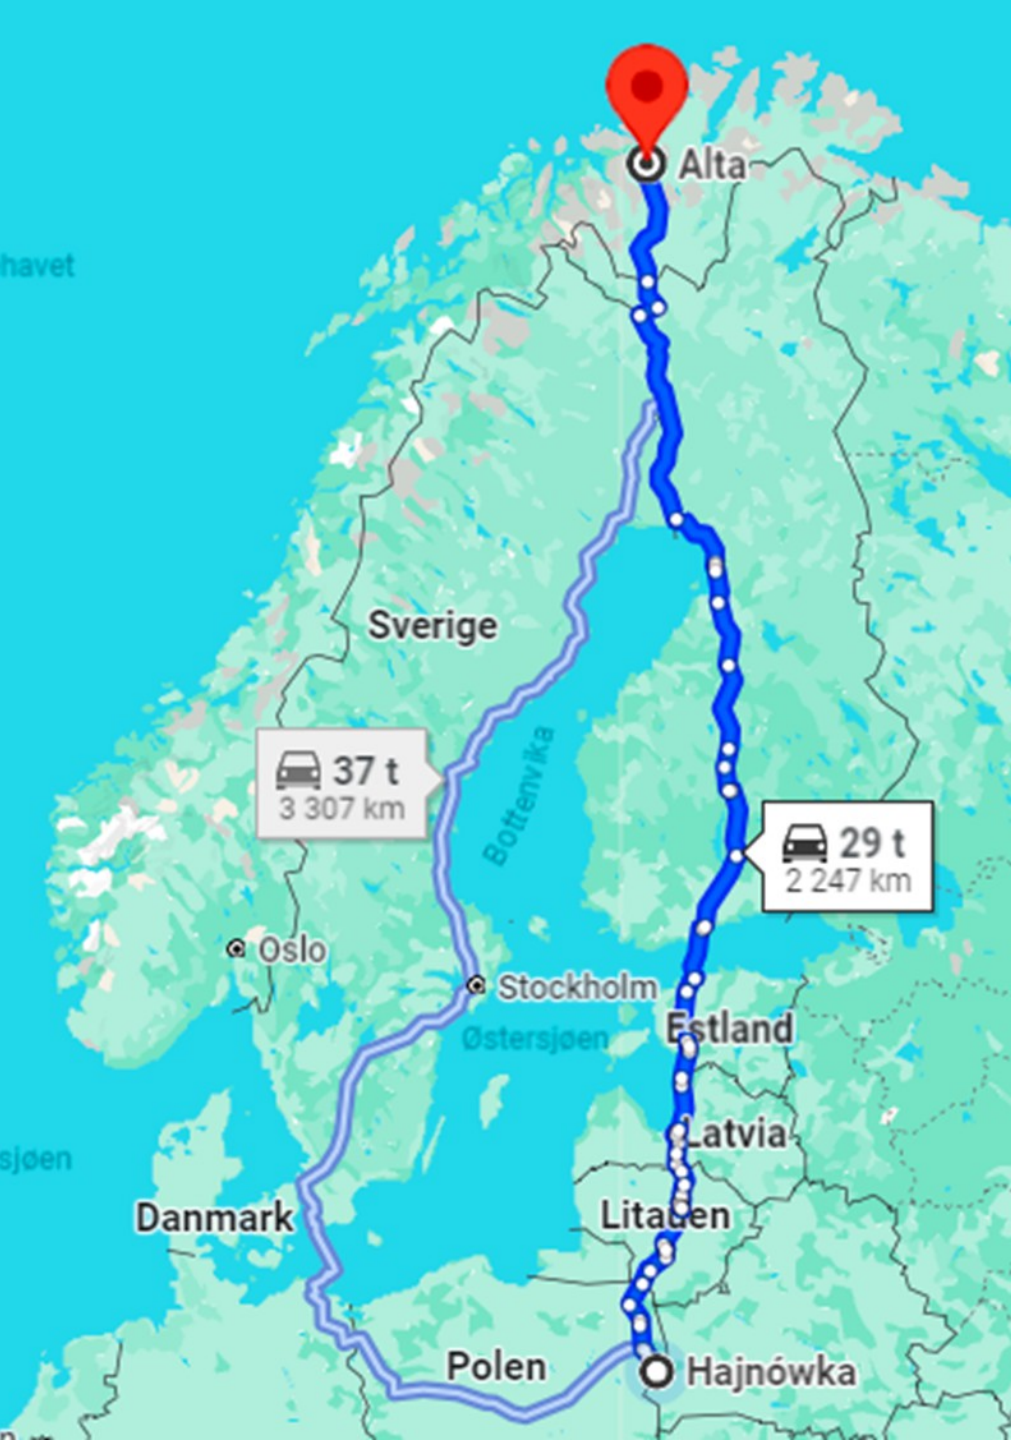 Alta
havet
Sverige
Bottenvika
37 t
3 307 km
29 t
2 247 km
Oslo
Stockholm
Østersjøen
Estland
Latvia
sjøen
Danmark
Litauen
Polen
Hajnówka